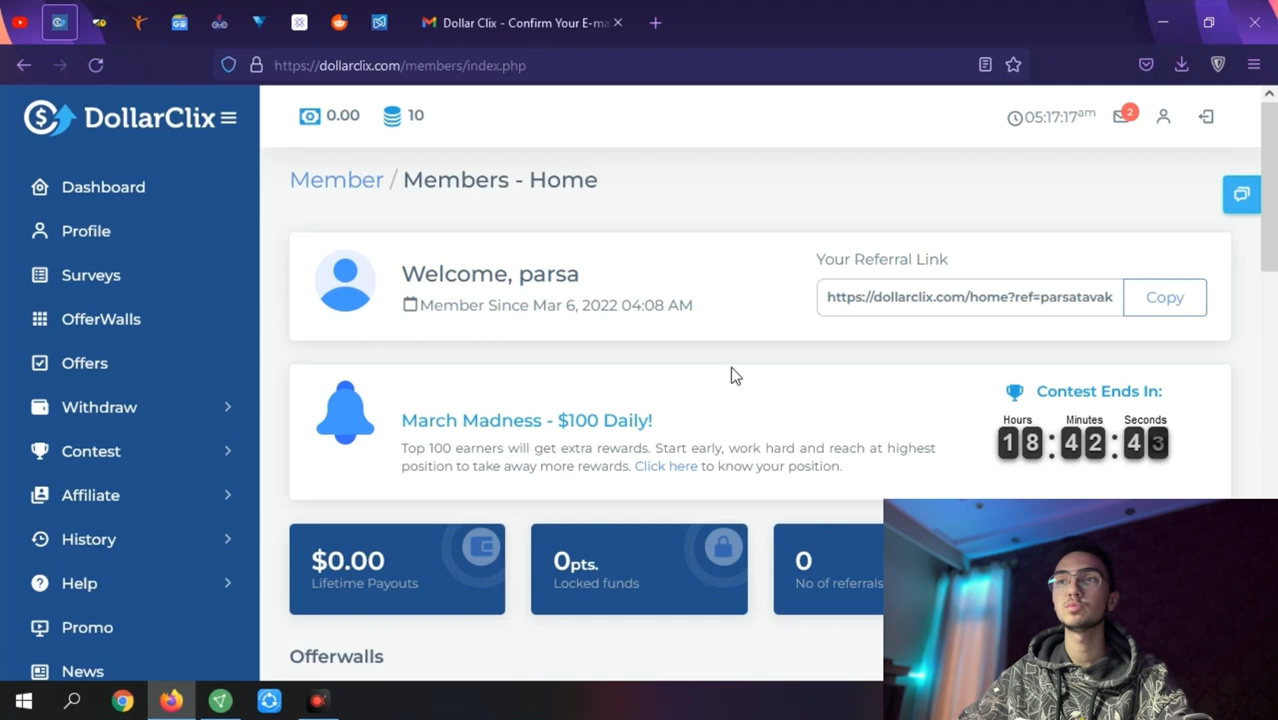 Dollar Clix - Confirm Your E-ma
https://dollarclix.com/members/index.php
DollarClix
0.00
10
05:17:17am
2
Dashboard
Profile
Surveys
OfferWalls
Offers
Withdraw
Contest
Affiliate
History
Help
Promo
News
Member / Members - Home
Welcome, parsa
Member Since Mar 6, 2022 04:08 AM
Your Referral Link
https://dollarclix.com/home?ref=parsatavak
Copy
March Madness - $100 Daily!
Top 100 earners will get extra rewards. Start early, work hard and reach at highest
position to take away more rewards. Click here to know your position.
Contest Ends In:
Hours Minutes Seconds
18:42:43
$0.00
Lifetime Payouts
0pts.
Locked funds
0
No of referrals
Offerwalls